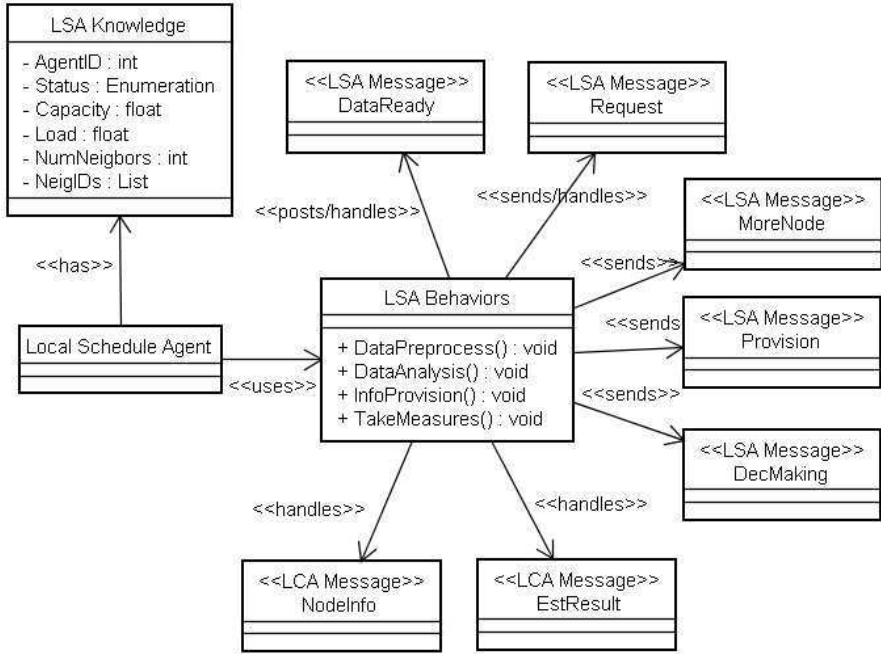 LSA Knowledge
- AgentID : int
- Status : Enumeration
- Capacity : float
- Load : float
- NumNeigbors : int
- NeigIDs : List
<<LSA Message>>
DataReady
<<LSA Message>>
Request
<<posts/handles>>
<<sends/handles>>
<<LSA Message>>
MoreNode
<<has>>
<<sends>>
LSA Behaviors
+ DataPreprocess() : void
+ DataAnalysis() : void
+ InfoProvision() : void
+ TakeMeasures() : void
<<LSA Message>>
Provision
<<sends
Local Schedule Agent
<<uses>>
<<sends>>
<<LSA Message>>
DecMaking
<<handles>>
<<handles>>
<<LCA Message>>
NodeInfo
<<LCA Message>>
EstResult